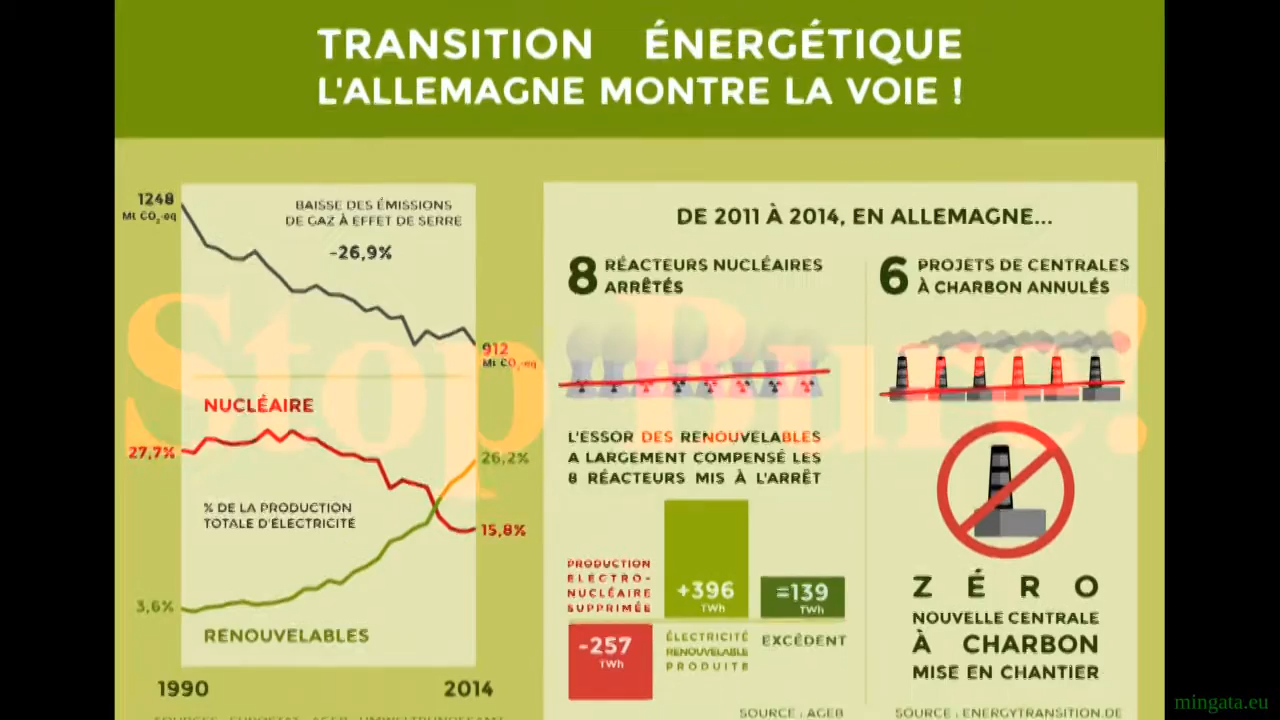 TRANSITION ÉNERGÉTIQUE
L'ALLEMAGNE MONTRE LA VOIE !
1248
Mt CO₂-eq
BAISSE DES ÉMISSIONS
DE GAZ À EFFET DE SERRE
-26,9%
912
Mt CO₂-eq
NUCLÉAIRE
27,7%
26,2%
% DE LA PRODUCTION
TOTALE D'ÉLECTRICITÉ
15,8%
3,6%
RENOUVELABLES
1990
2014
SOURCES : EUROSTAT, AGEB, UMWELTBUNDESAMT
DE 2011 À 2014, EN ALLEMAGNE...
8 RÉACTEURS NUCLÉAIRES
ARRÊTÉS
L'ESSOR DES RENOUVELABLES
A LARGEMENT COMPENSÉ LES
8 RÉACTEURS MIS À L'ARRÊT
PRODUCTION
ÉLECTRO-
NUCLÉAIRE
SUPPRIMÉE
-257
TWh
+396
TWh
ÉLECTRICITÉ
RENOUVELABLE
PRODUITE
=139
TWh
EXCÉDENT
SOURCE : AGEB
6 PROJETS DE CENTRALES
À CHARBON ANNULÉS
ZÉRO
NOUVELLE CENTRALE
À CHARBON
MISE EN CHANTIER
SOURCE : ENERGYTRANSITION.DE
Stop Bure!
mingata.eu